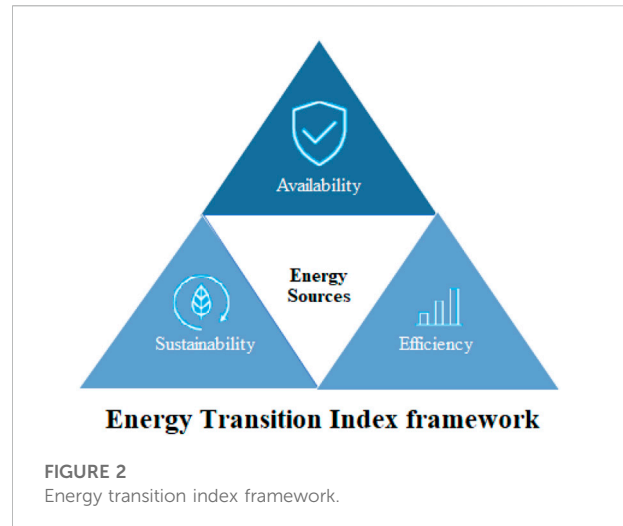 Availability
Energy
Sources
Sustainability
Efficiency
Energy Transition Index framework
FIGURE 2
Energy transition index framework.